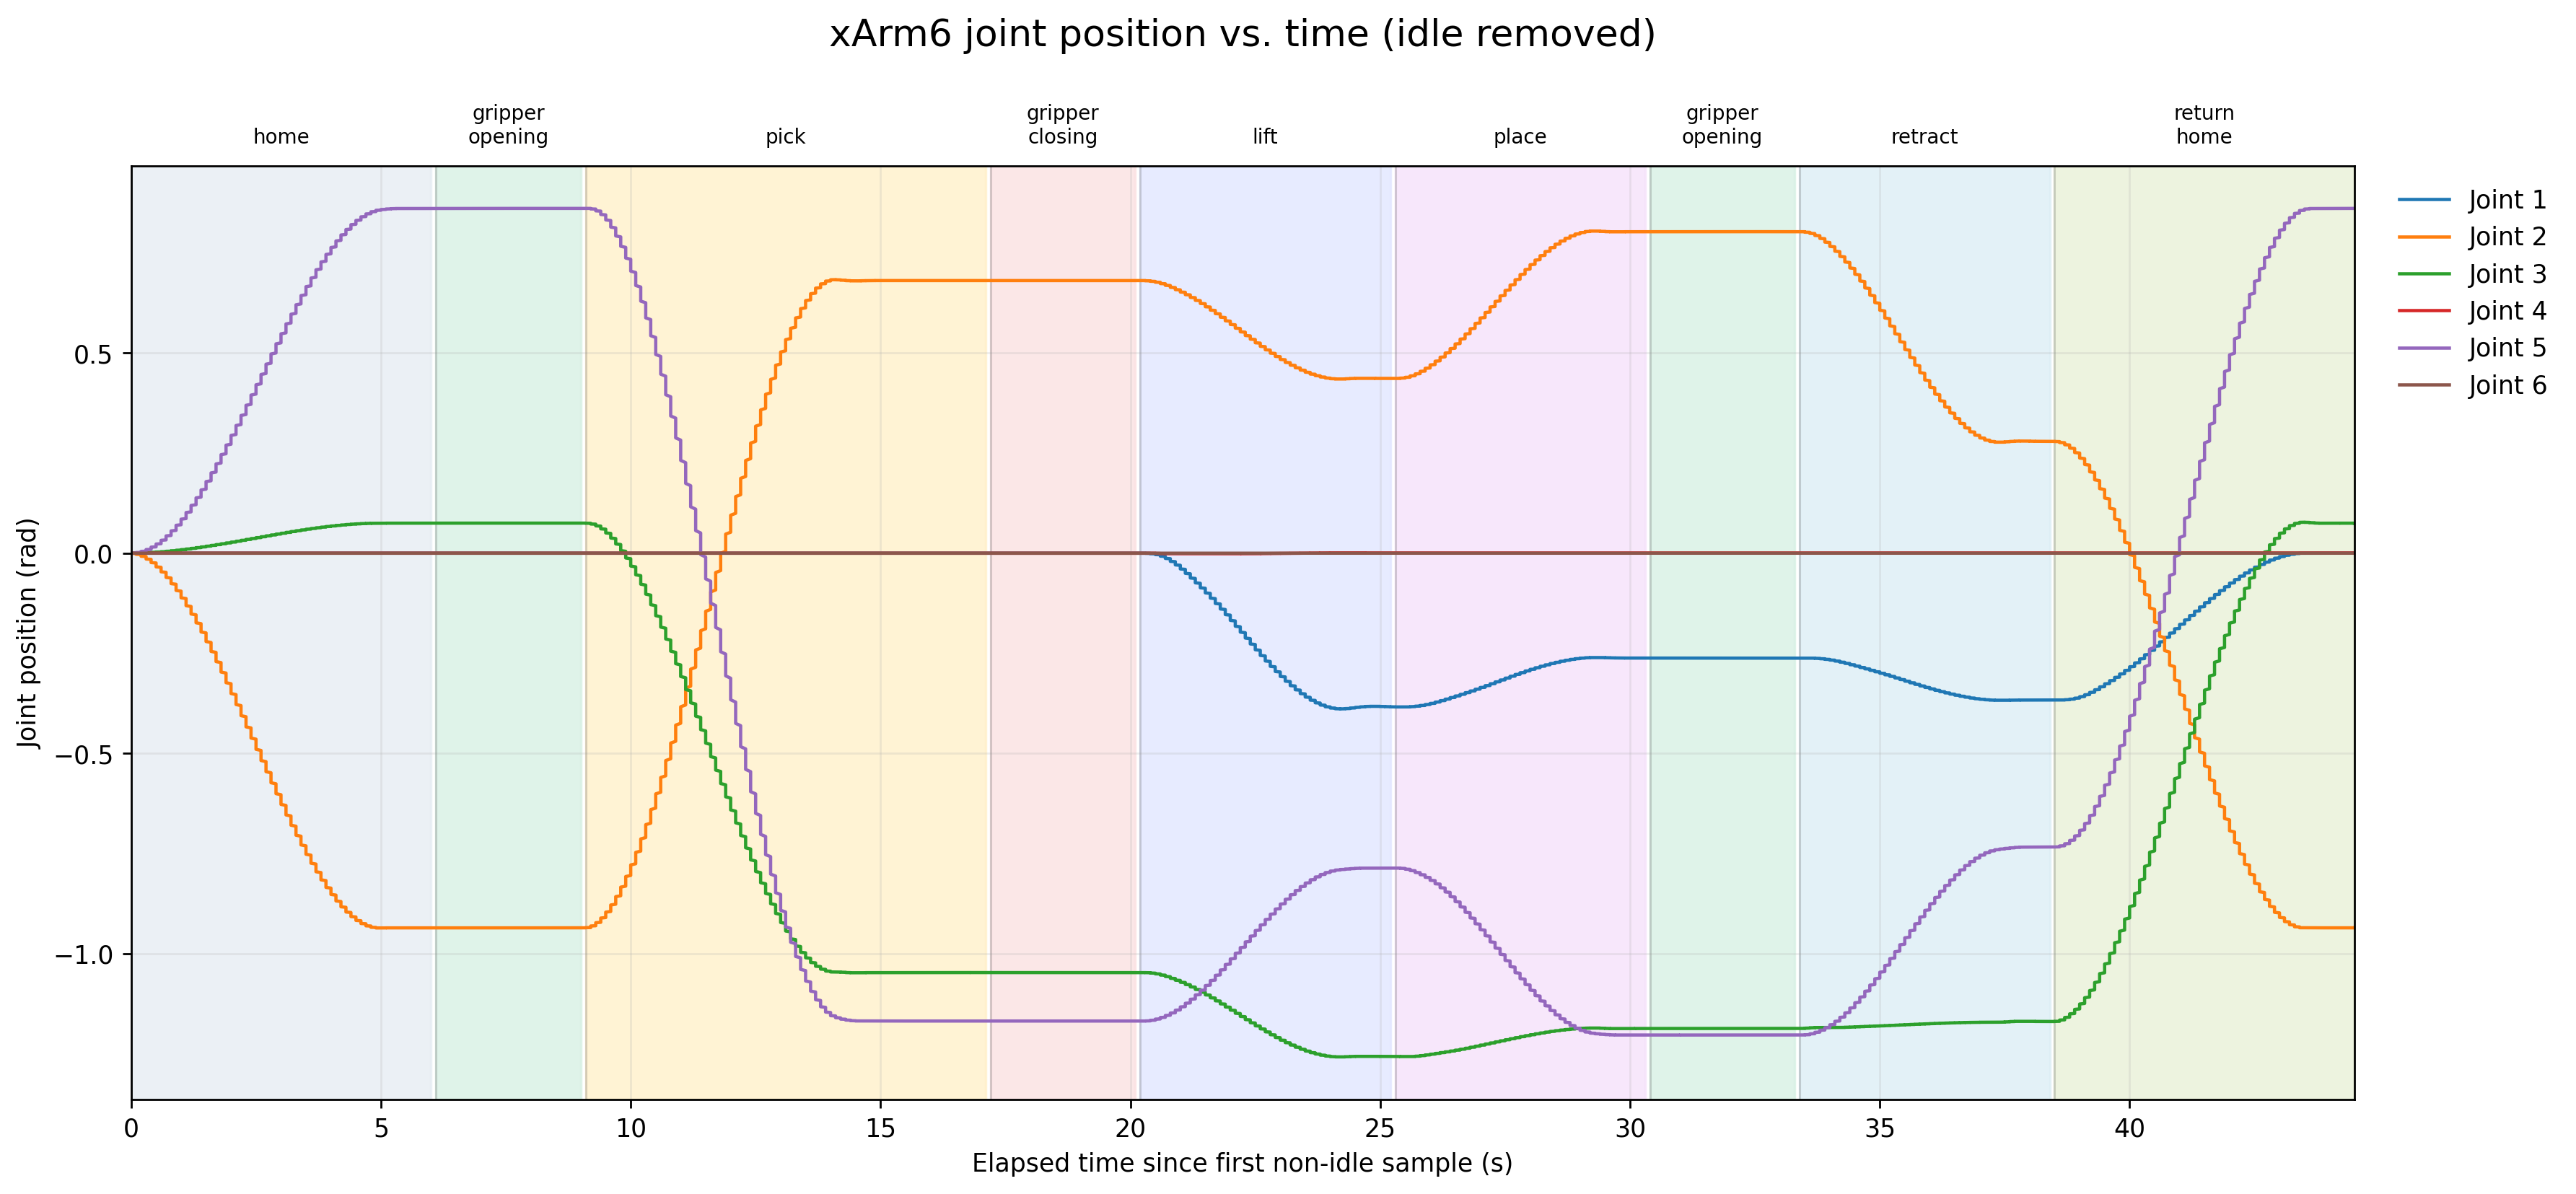 xArm6 joint position vs. time (idle removed)
home
gripper
opening
pick
gripper
closing
lift
place
gripper
opening
retract
return
home
Joint 1
Joint 2
Joint 3
Joint 4
Joint 5
Joint 6
Joint position (rad)
0.5
0.0
−0.5
−1.0
0 5 10 15 20 25 30 35 40
Elapsed time since first non-idle sample (s)